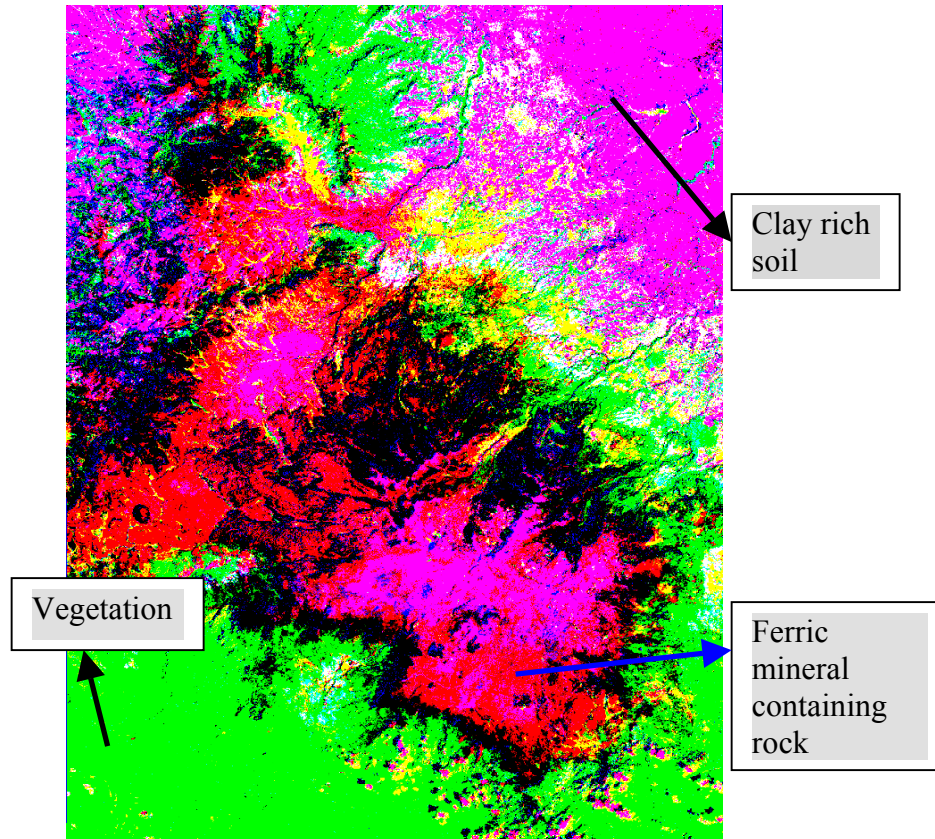 Clay rich
soil
Vegetation
Ferric
mineral
containing
rock